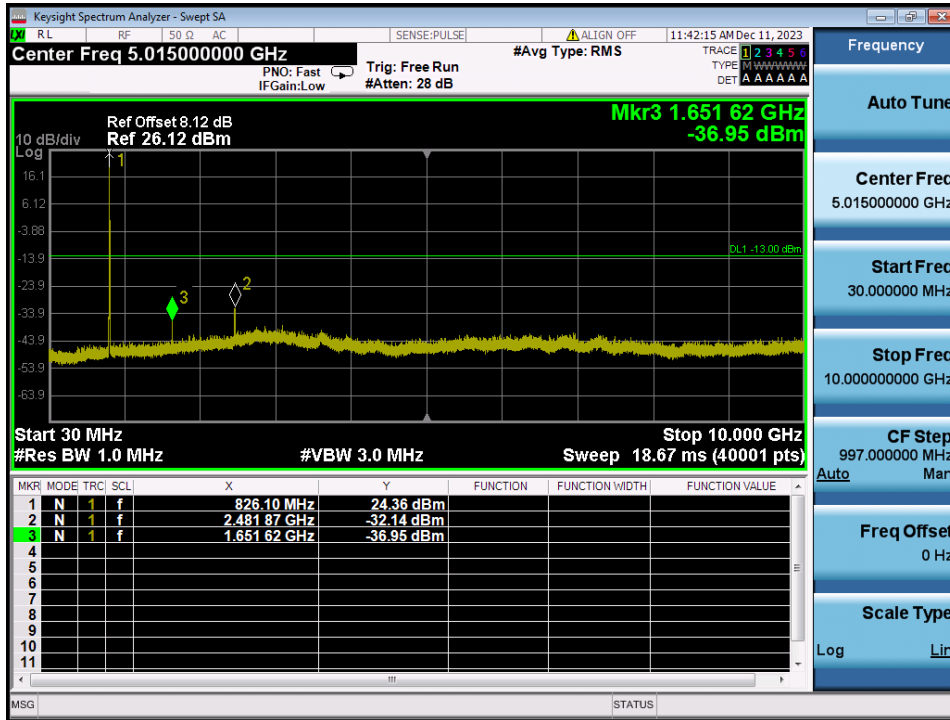 Keysight Spectrum Analyzer - Swept SA
LXI RL RF 50 Ω AC SENSE:PULSE ALIGN OFF 11:42:15 AM Dec 11, 2023
Center Freq 5.015000000 GHz
PNO: Fast
IFGain:Low
Trig: Free Run
#Atten: 28 dB
#Avg Type: RMS
TRACE 1 2 3 4 5 6
TYPE M WWWWW
DET A A A A A A
Mkr3 1.651 62 GHz
-36.95 dBm
10 dB/div
Log
Ref Offset 8.12 dB
Ref 26.12 dBm
1
16.1
6.12
-3.88
-13.9
DL1 -13.00 dBm
-23.9
2
3
-33.9
-43.9
-53.9
-63.9
Start 30 MHz
Stop 10.000 GHz
#Res BW 1.0 MHz
#VBW 3.0 MHz
Sweep 18.67 ms (40001 pts)
MKR MODE TRC SCL X Y FUNCTION FUNCTION WIDTH FUNCTION VALUE
1 N 1 f 826.10 MHz 24.36 dBm
2 N 1 f 2.481 87 GHz -32.14 dBm
3 N 1 f 1.651 62 GHz -36.95 dBm
4
5
6
7
8
9
10
11
MSG
STATUS
Frequency
Auto Tune
Center Freq
5.015000000 GHz
Start Freq
30.000000 MHz
Stop Freq
10.000000000 GHz
CF Step
997.000000 MHz
Auto Man
Freq Offset
0 Hz
Scale Type
Log Lin